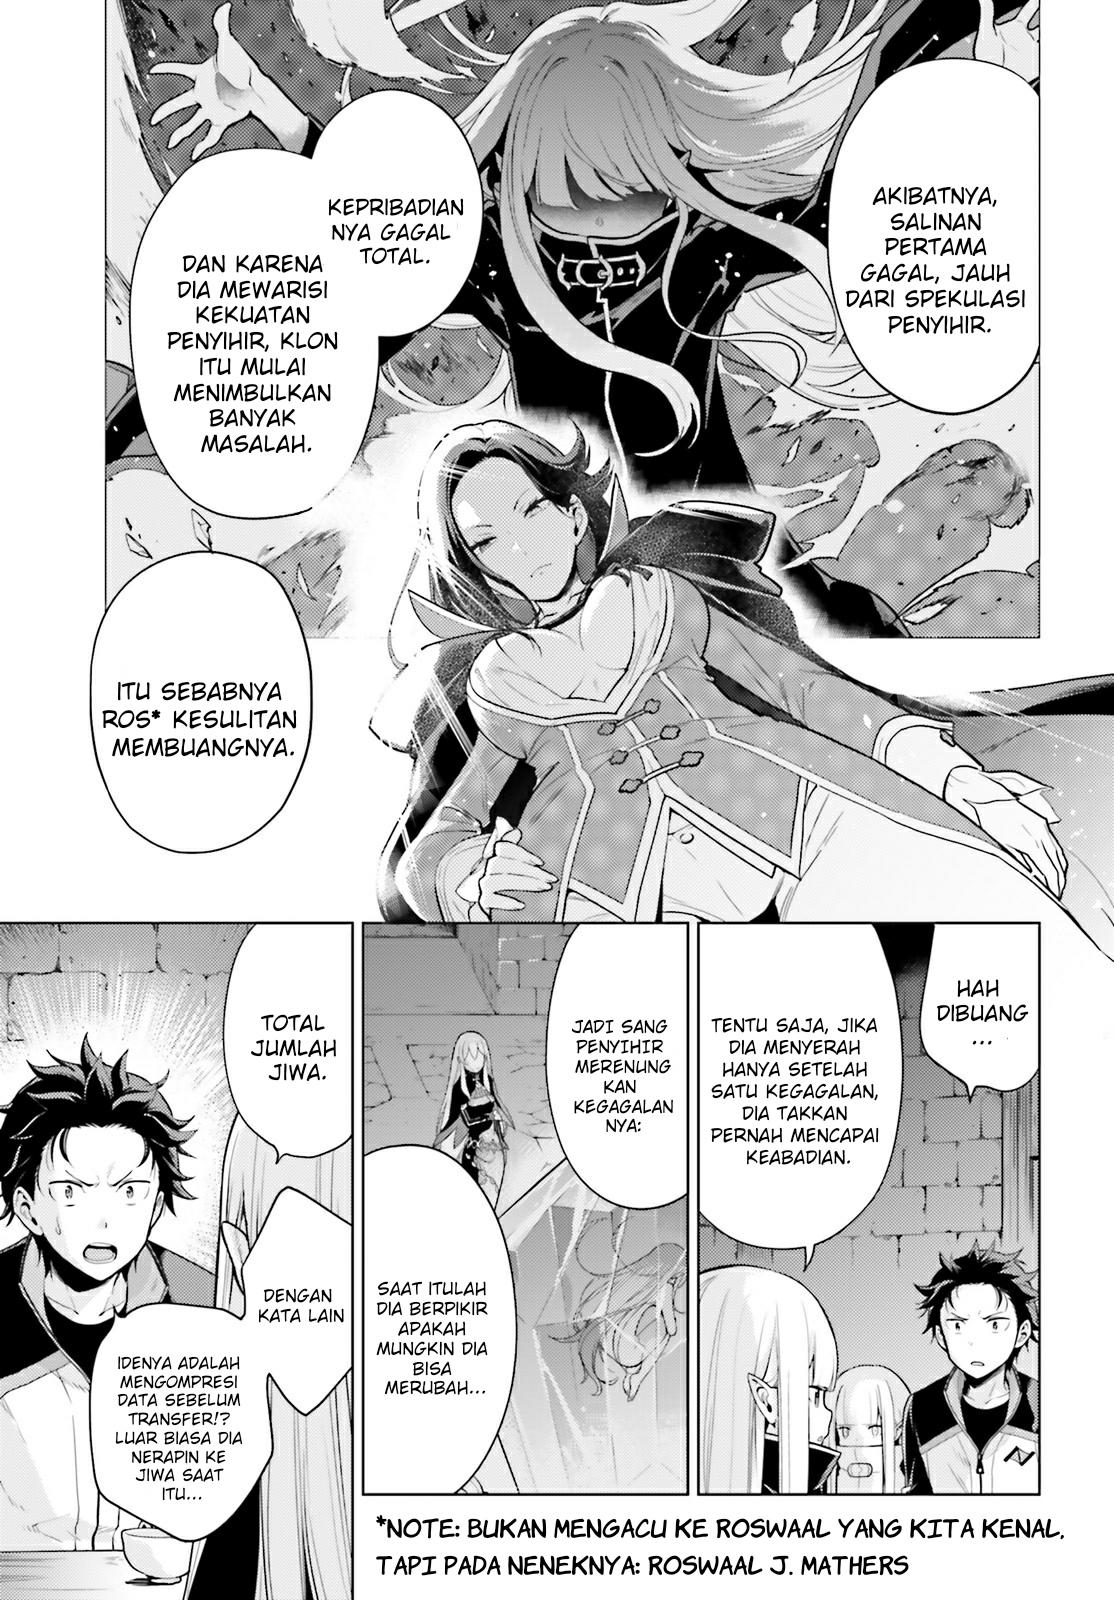 AKIBATNYA,
SALINAN
PERTAMA
GAGAL, JAUH
DARI SPEKULASI
PENYIHIR.
KEPRIBADIAN
NYA GAGAL
TOTAL.
DAN KARENA
DIA MEWARISI
KEKUATAN
PENYIHIR, KLON
ITU MULAI
MENIMBULKAN
BANYAK
MASALAH.
ITU SEBABNYA
ROS* KESULITAN
MEMBUANGNYA.
HAH
DIBUANG
...
TENTU SAJA, JIKA
DIA MENYERAH
HANYA SETELAH
SATU KEGAGALAN,
DIA TAKKAN
PERNAH MENCAPAI
KEABADIAN.
JADI SANG
PENYIHIR
MERENUNG
KAN
KEGAGALAN
NYA:
SAAT ITULAH
DIA BERPIKIR
APAKAH
MUNGKIN DIA
BISA
MERUBAH...
TOTAL
JUMLAH
JIWA.
DENGAN
KATA LAIN
IDENYA ADALAH
MENGOMPRESI
DATA SEBELUM
TRANSFER!?
LUAR BIASA DIA
NERAPIN KE
JIWA SAAT
ITU...
*NOTE: BUKAN MENGACU KE ROSWAAL YANG KITA KENAL,
TAPI PADA NENEKNYA: ROSWAAL J. MATHERS